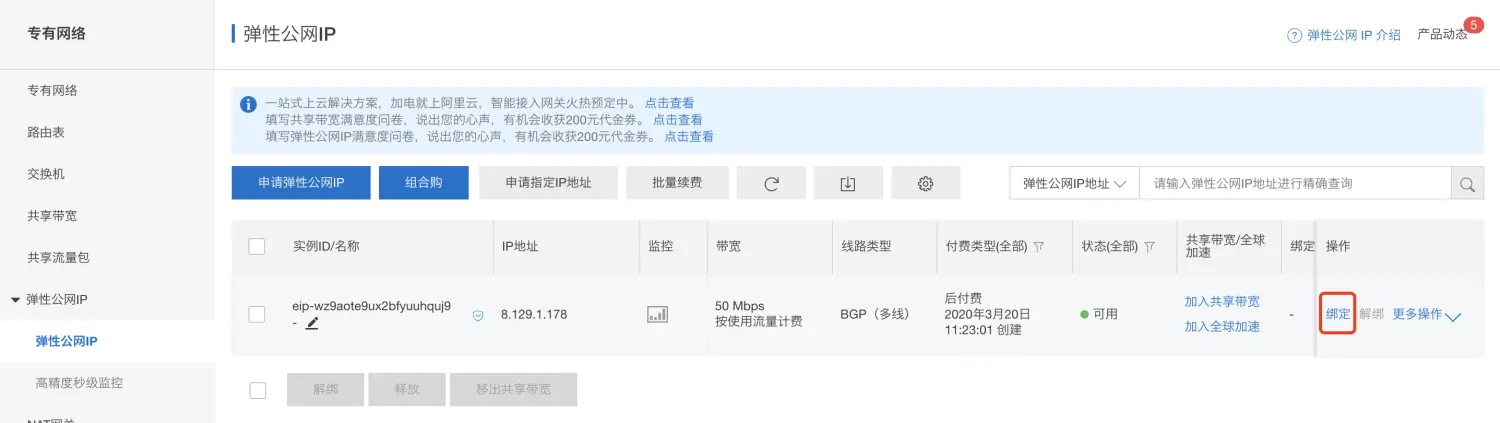 专有网络
弹性公网IP
弹性公网 IP 介绍
产品动态
5
专有网络
路由表
交换机
共享带宽
共享流量包
弹性公网IP
弹性公网IP
高精度秒级监控
一站式上云解决方案，加电就上阿里云，智能接入网关火热预定中。 点击查看
填写共享带宽满意度问卷，说出您的心声，有机会收获200元代金券。 点击查看
填写弹性公网IP满意度问卷，说出您的心声，有机会收获200元代金券。 点击查看
申请弹性公网IP
组合购
申请指定IP地址
批量续费
弹性公网IP地址
请输入弹性公网IP地址进行精确查询
实例ID/名称
IP地址
监控
带宽
线路类型
付费类型(全部)
状态(全部)
共享带宽/全球
加速
绑定
操作
eip-wz9aote9ux2bfyuuhquj9
-
8.129.1.178
50 Mbps
按使用流量计费
BGP（多线）
后付费
2020年3月20日
11:23:01 创建
可用
加入共享带宽
加入全球加速
-
绑定
解绑
更多操作
解绑
释放
移出共享带宽